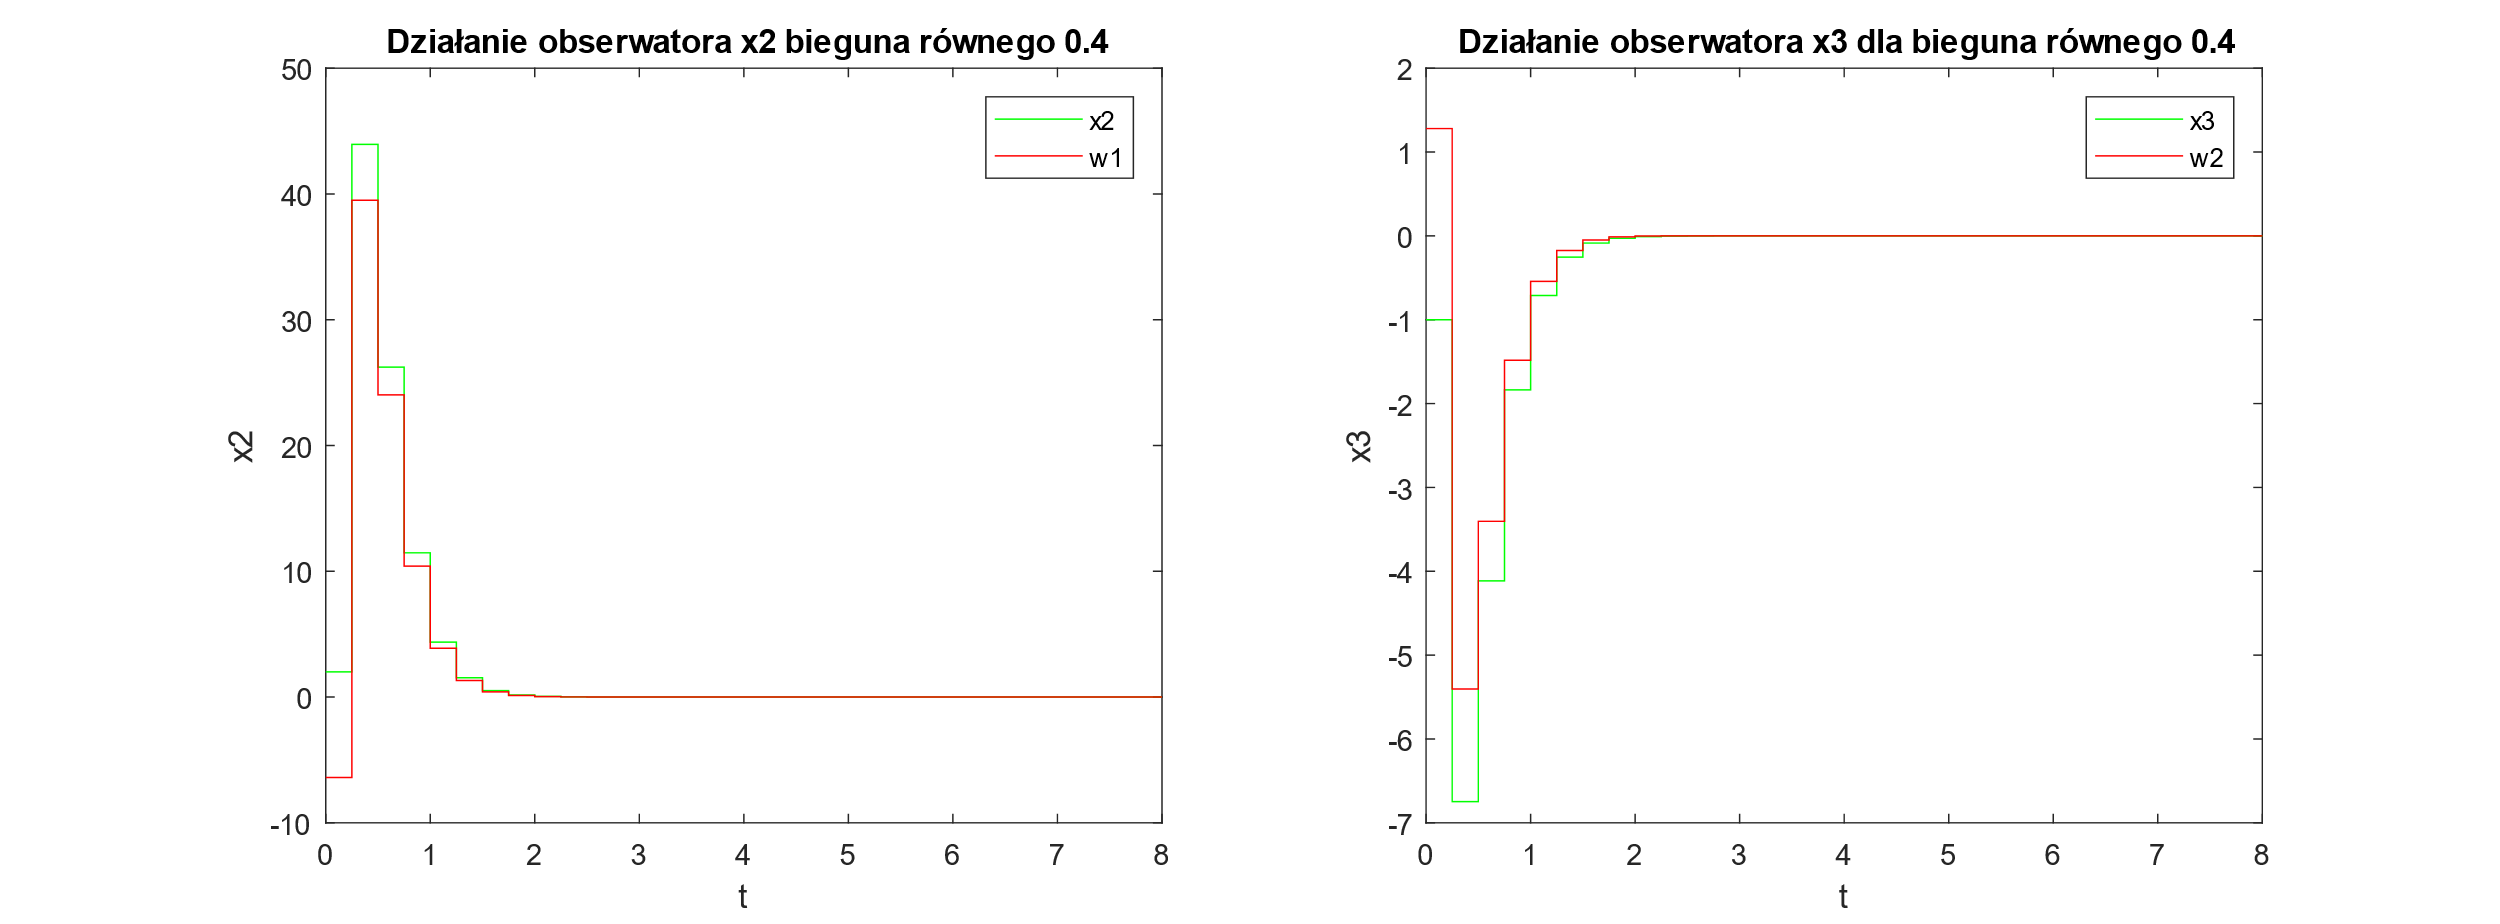 Działanie obserwatora x2 bieguna równego 0.4
50
40
30
20
10
0
-10
x2
0 1 2 3 4 5 6 7 8
t
x2
w1
Działanie obserwatora x3 dla bieguna równego 0.4
2
1
0
-1
-2
-3
-4
-5
-6
-7
x3
0 1 2 3 4 5 6 7 8
t
x3
w2